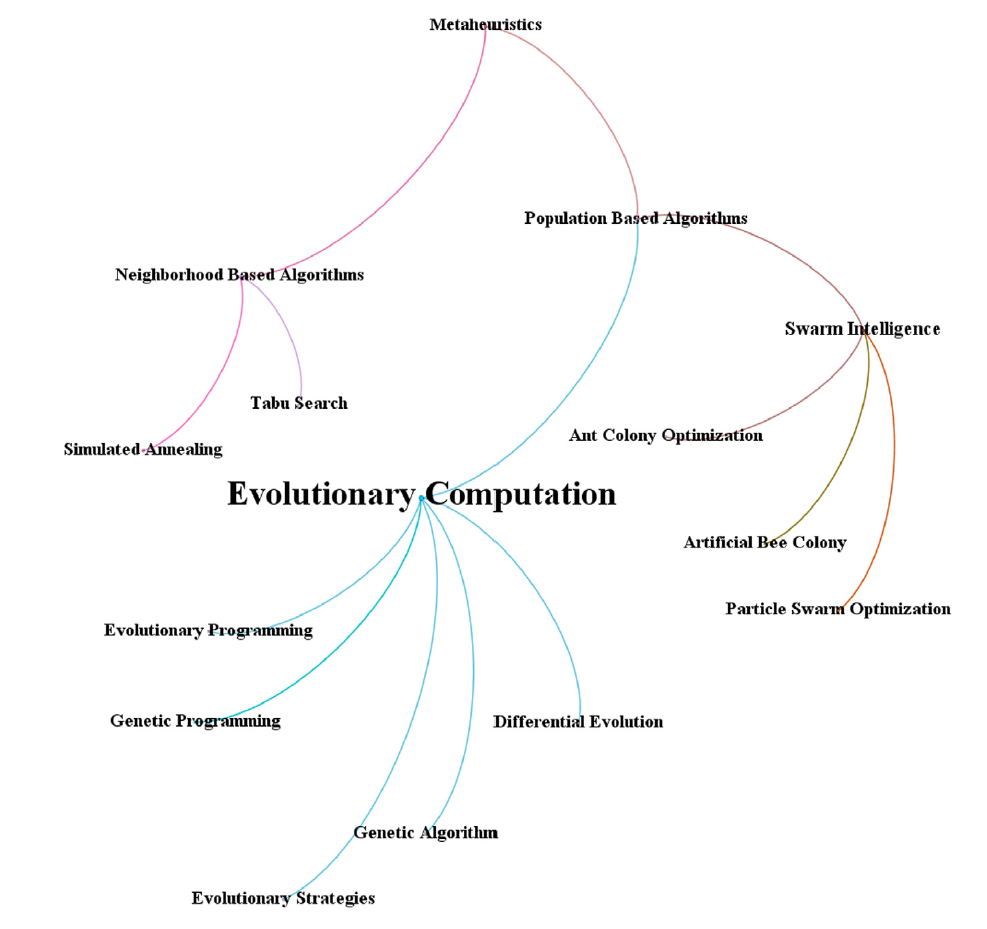 Metaheuristics
Population Based Algorithms
Neighborhood Based Algorithms
Swarm Intelligence
Tabu Search
Ant Colony Optimization
Simulated Annealing
Evolutionary Computation
Artificial Bee Colony
Particle Swarm Optimization
Evolutionary Programming
Genetic Programming
Differential Evolution
Genetic Algorithm
Evolutionary Strategies